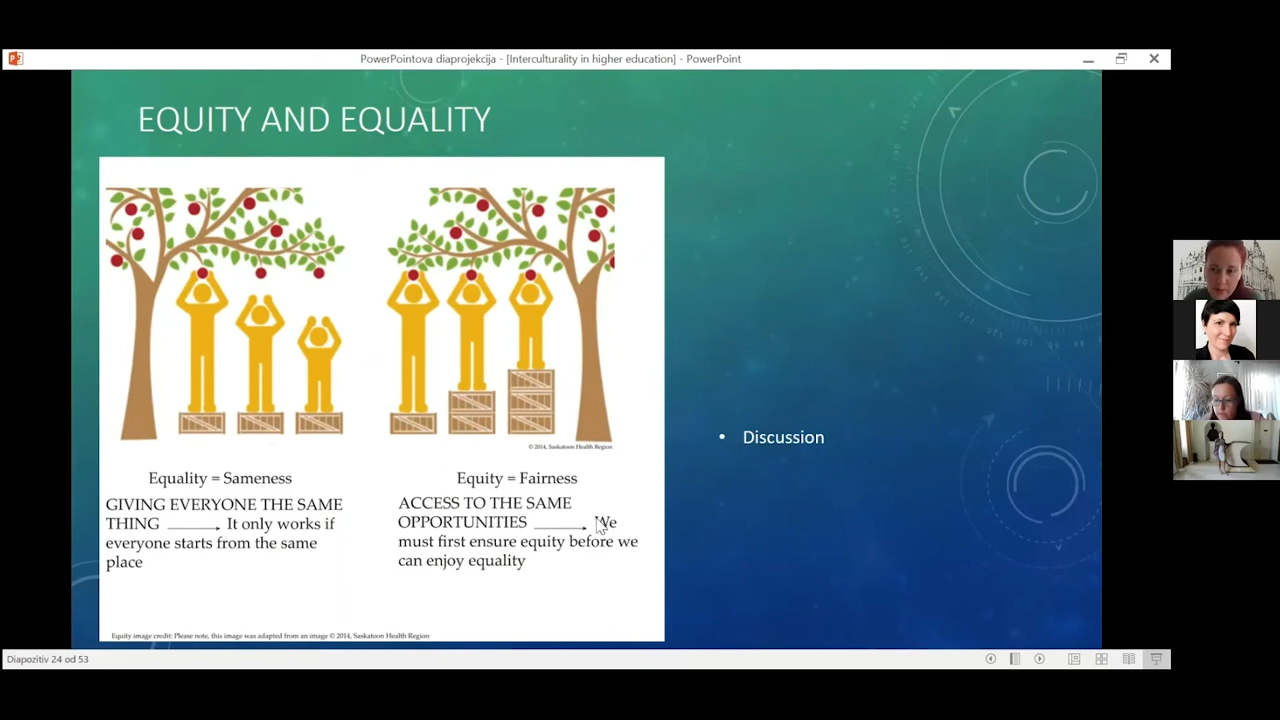 PowerPointova diaprojekcija - [Interculturality in higher education] - PowerPoint
EQUITY AND EQUALITY
© 2014, Saskatoon Health Region
Equality = Sameness
GIVING EVERYONE THE SAME
THING It only works if
everyone starts from the same
place
Equity = Fairness
ACCESS TO THE SAME
OPPORTUNITIES We
must first ensure equity before we
can enjoy equality
Equity image credit: Please note, this image was adapted from an image © 2014, Saskatoon Health Region
• Discussion
Diapozitiv 24 od 53